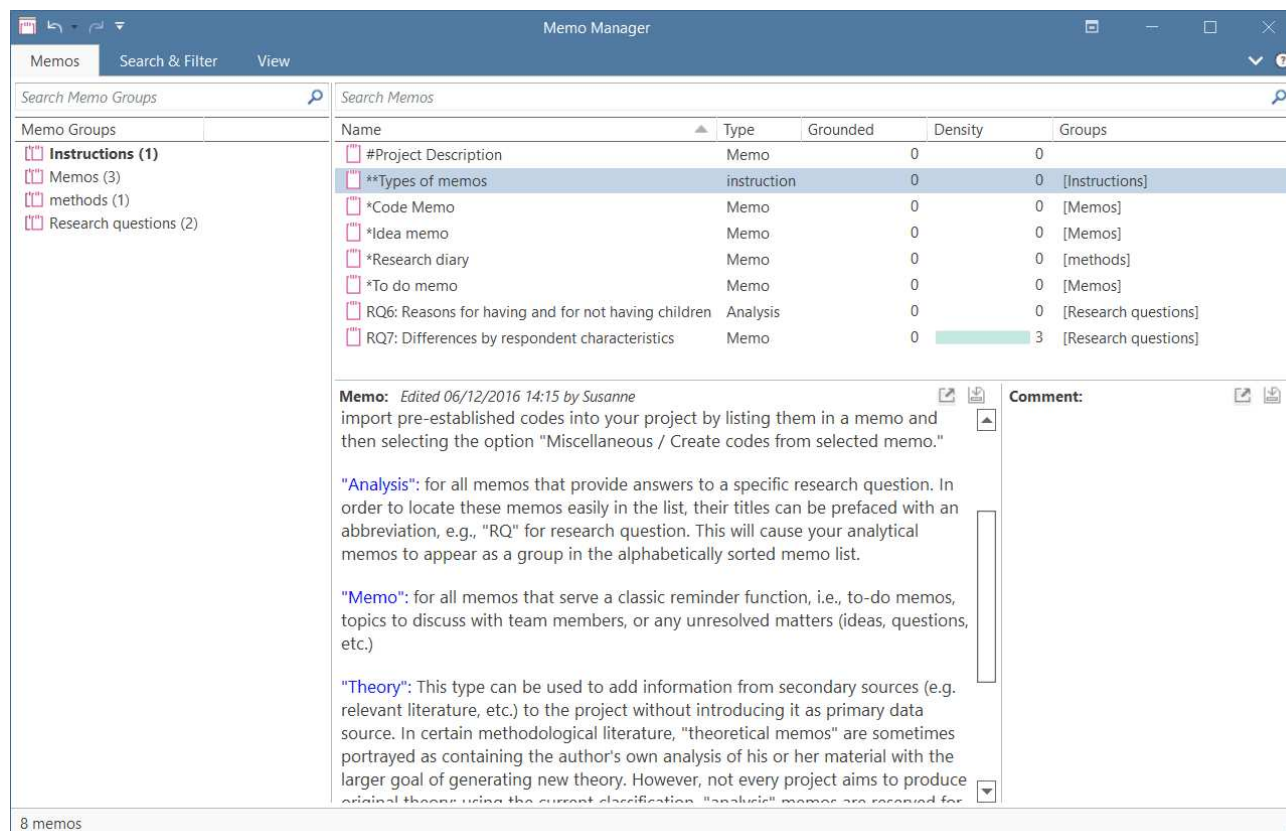 Memo Manager
Memos Search & Filter View
Search Memo Groups
Search Memos
Memo Groups
Instructions (1)
Memos (3)
methods (1)
Research questions (2)
Name Type Grounded Density Groups
#Project Description Memo 0 0
**Types of memos instruction 0 0 [Instructions]
*Code Memo Memo 0 0 [Memos]
*Idea memo Memo 0 0 [Memos]
*Research diary Memo 0 0 [methods]
*To do memo Memo 0 0 [Memos]
RQ6: Reasons for having and for not having children Analysis 0 0 [Research questions]
RQ7: Differences by respondent characteristics Memo 0 3 [Research questions]
Memo: Edited 06/12/2016 14:15 by Susanne
import pre-established codes into your project by listing them in a memo and
then selecting the option "Miscellaneous / Create codes from selected memo."
"Analysis": for all memos that provide answers to a specific research question. In
order to locate these memos easily in the list, their titles can be prefaced with an
abbreviation, e.g., "RQ" for research question. This will cause your analytical
memos to appear as a group in the alphabetically sorted memo list.
"Memo": for all memos that serve a classic reminder function, i.e., to-do memos,
topics to discuss with team members, or any unresolved matters (ideas, questions,
etc.)
"Theory": This type can be used to add information from secondary sources (e.g.
relevant literature, etc.) to the project without introducing it as primary data
source. In certain methodological literature, "theoretical memos" are sometimes
portrayed as containing the author's own analysis of his or her material with the
larger goal of generating new theory. However, not every project aims to produce
original theory; using the current classification, "analysis" memos are reserved for
Comment:
8 memos